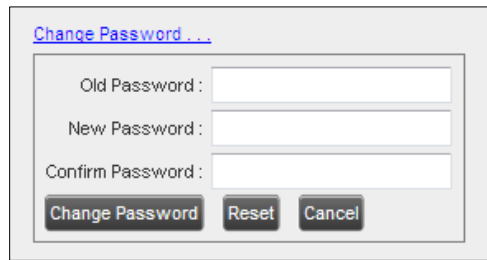 Change Password . . .
Old Password :
New Password :
Confirm Password :
Change Password Reset Cancel